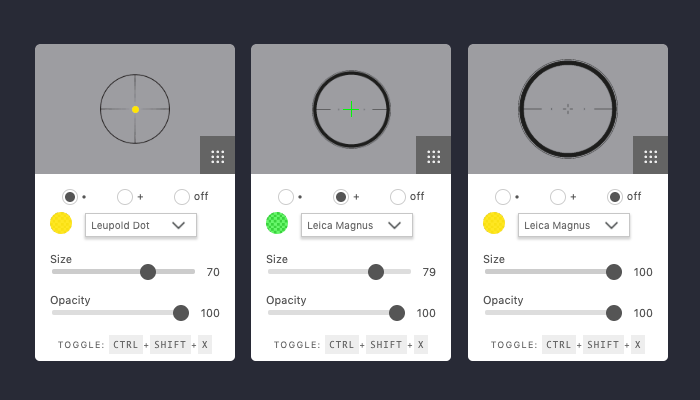 • + off
Leupold Dot
Size
70
Opacity
100
TOGGLE: CTRL + SHIFT + X
• + off
Leica Magnus
Size
79
Opacity
100
TOGGLE: CTRL + SHIFT + X
• + off
Leica Magnus
Size
100
Opacity
100
TOGGLE: CTRL + SHIFT + X